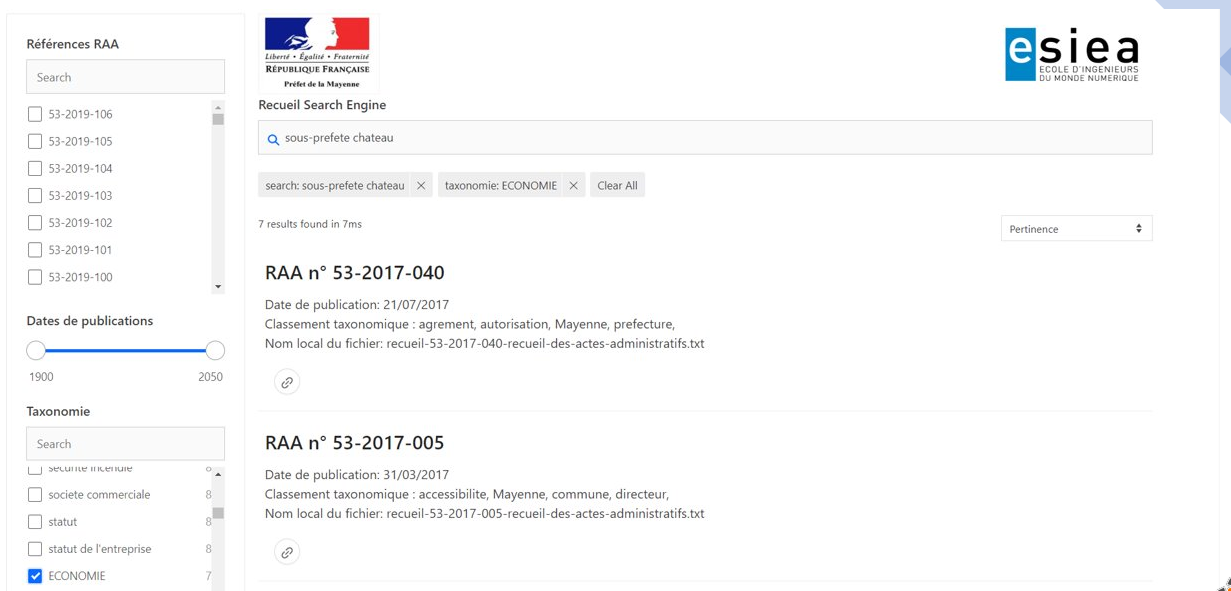 Références RAA
Search
53-2019-106
53-2019-105
53-2019-104
53-2019-103
53-2019-102
53-2019-101
53-2019-100
Dates de publications
1900 2050
Taxonomie
Search
securite incendie 8
societe commerciale 8
statut 8
statut de l'entreprise 8
ECONOMIE 7
Liberté • Égalité • Fraternité
RÉPUBLIQUE FRANÇAISE
Préfet de la Mayenne
esiea
ECOLE D'INGENIEURS
DU MONDE NUMERIQUE
Recueil Search Engine
sous-prefete chateau
search: sous-prefete chateau taxonomie: ECONOMIE Clear All
7 results found in 7ms
Pertinence
RAA n° 53-2017-040
Date de publication: 21/07/2017
Classement taxonomique : agrement, autorisation, Mayenne, prefecture,
Nom local du fichier: recueil-53-2017-040-recueil-des-actes-administratifs.txt
RAA n° 53-2017-005
Date de publication: 31/03/2017
Classement taxonomique : accessibilite, Mayenne, commune, directeur,
Nom local du fichier: recueil-53-2017-005-recueil-des-actes-administratifs.txt